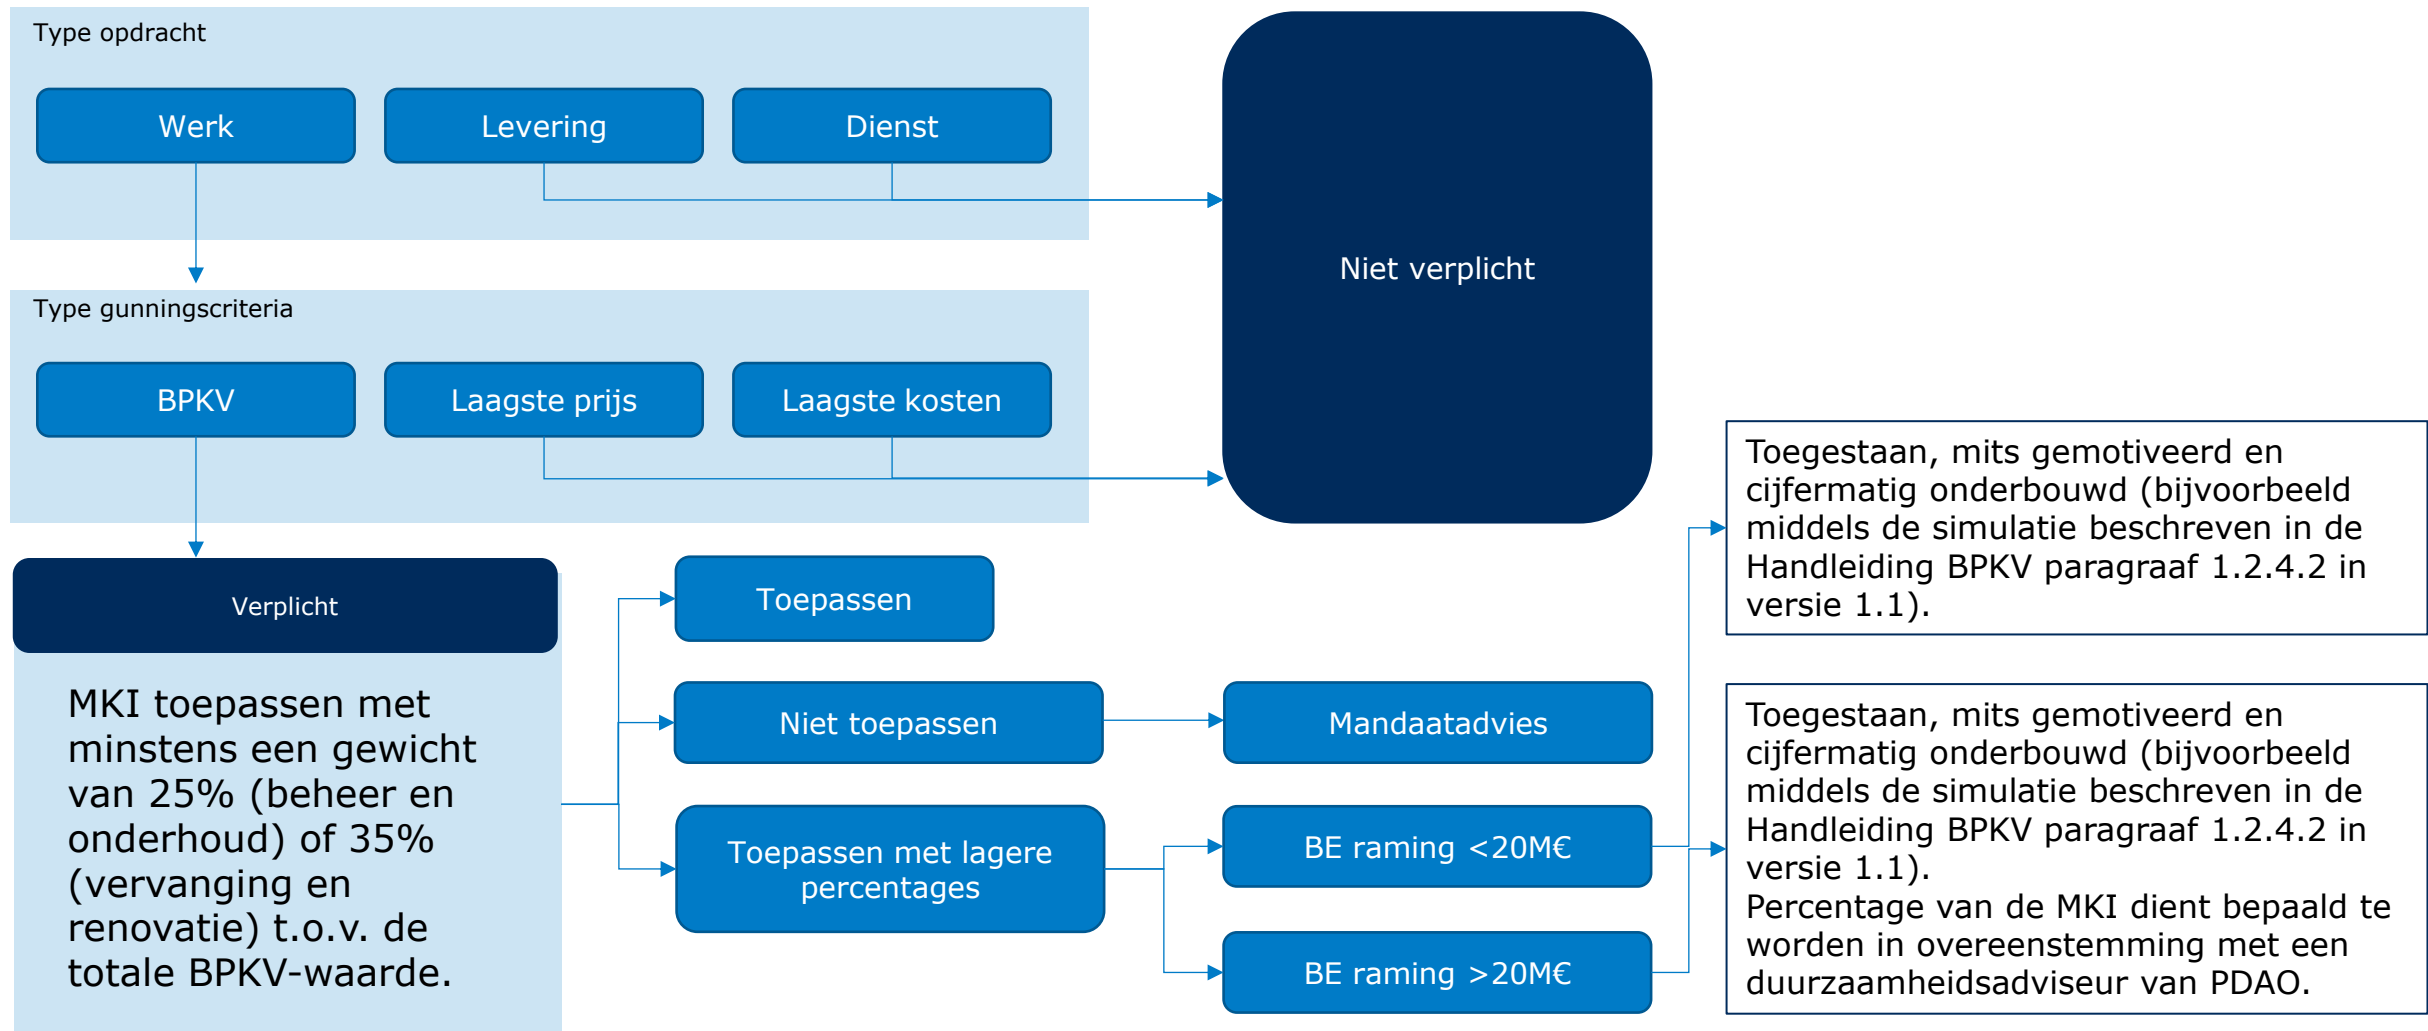 Type opdracht
Werk
Levering
Dienst
Niet verplicht
Type gunningscriteria
BPKV
Laagste prijs
Laagste kosten
Verplicht
MKI toepassen met
minstens een gewicht
van 25% (beheer en
onderhoud) of 35%
(vervanging en
renovatie) t.o.v. de
totale BPKV-waarde.
Toepassen
Niet toepassen
Mandaatadvies
Toepassen met lagere
percentages
BE raming <20M€
BE raming >20M€
Toegestaan, mits gemotiveerd en
cijfermatig onderbouwd (bijvoorbeeld
middels de simulatie beschreven in de
Handleiding BPKV paragraaf 1.2.4.2 in
versie 1.1).
Toegestaan, mits gemotiveerd en
cijfermatig onderbouwd (bijvoorbeeld
middels de simulatie beschreven in de
Handleiding BPKV paragraaf 1.2.4.2 in
versie 1.1).
Percentage van de MKI dient bepaald te
worden in overeenstemming met een
duurzaamheidsadviseur van PDAO.